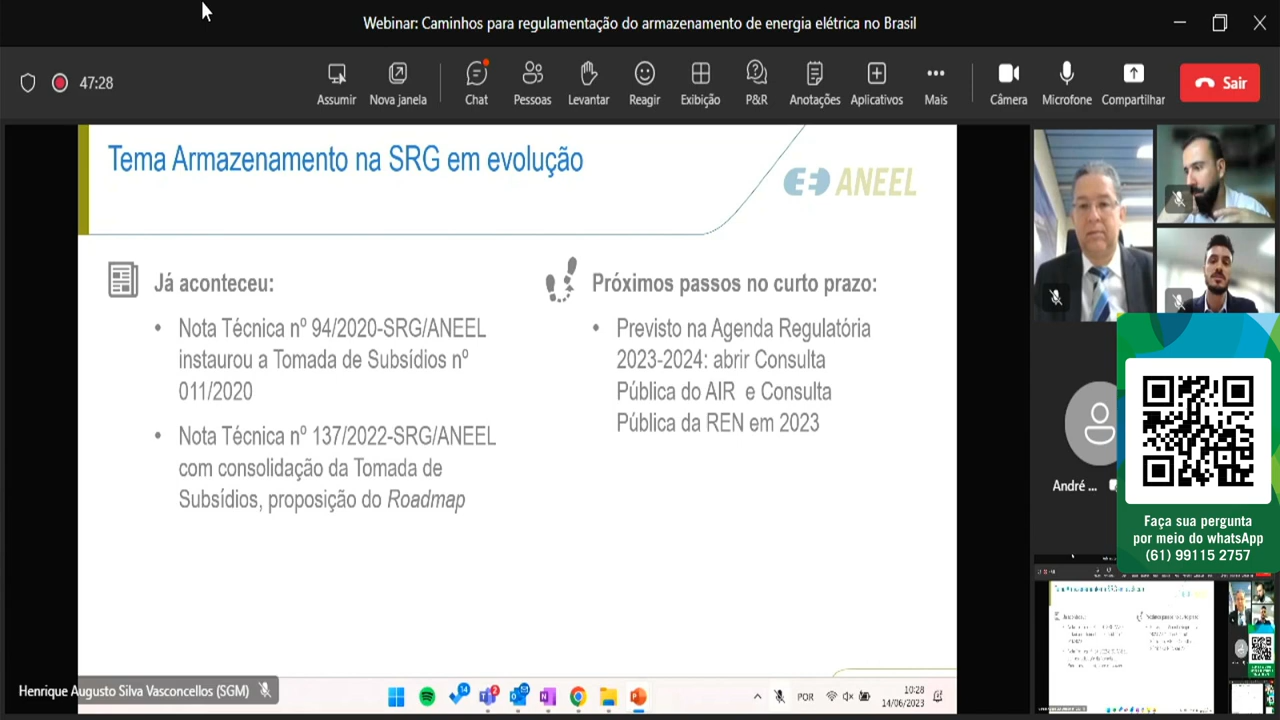 Webinar: Caminhos para regulamentação do armazenamento de energia elétrica no Brasil
47:28
Assumir
Nova janela
Chat
Pessoas
Levantar
Reagir
Exibição
P&R
Anotações
Aplicativos
Mais
Câmera
Microfone
Compartilhar
Sair
Tema Armazenamento na SRG em evolução
ANEEL
Já aconteceu:
• Nota Técnica nº 94/2020-SRG/ANEEL
instaurou a Tomada de Subsídios nº
011/2020
• Nota Técnica nº 137/2022-SRG/ANEEL
com consolidação da Tomada de
Subsídios, proposição do Roadmap
Próximos passos no curto prazo:
• Previsto na Agenda Regulatória
2023-2024: abrir Consulta
Pública do AIR e Consulta
Pública da REN em 2023
André ...
Faça sua pergunta
por meio do whatsApp
(61) 99115 2757
Henrique Augusto Silva Vasconcellos (SGM)
14
2
POR
10:28
14/06/2023